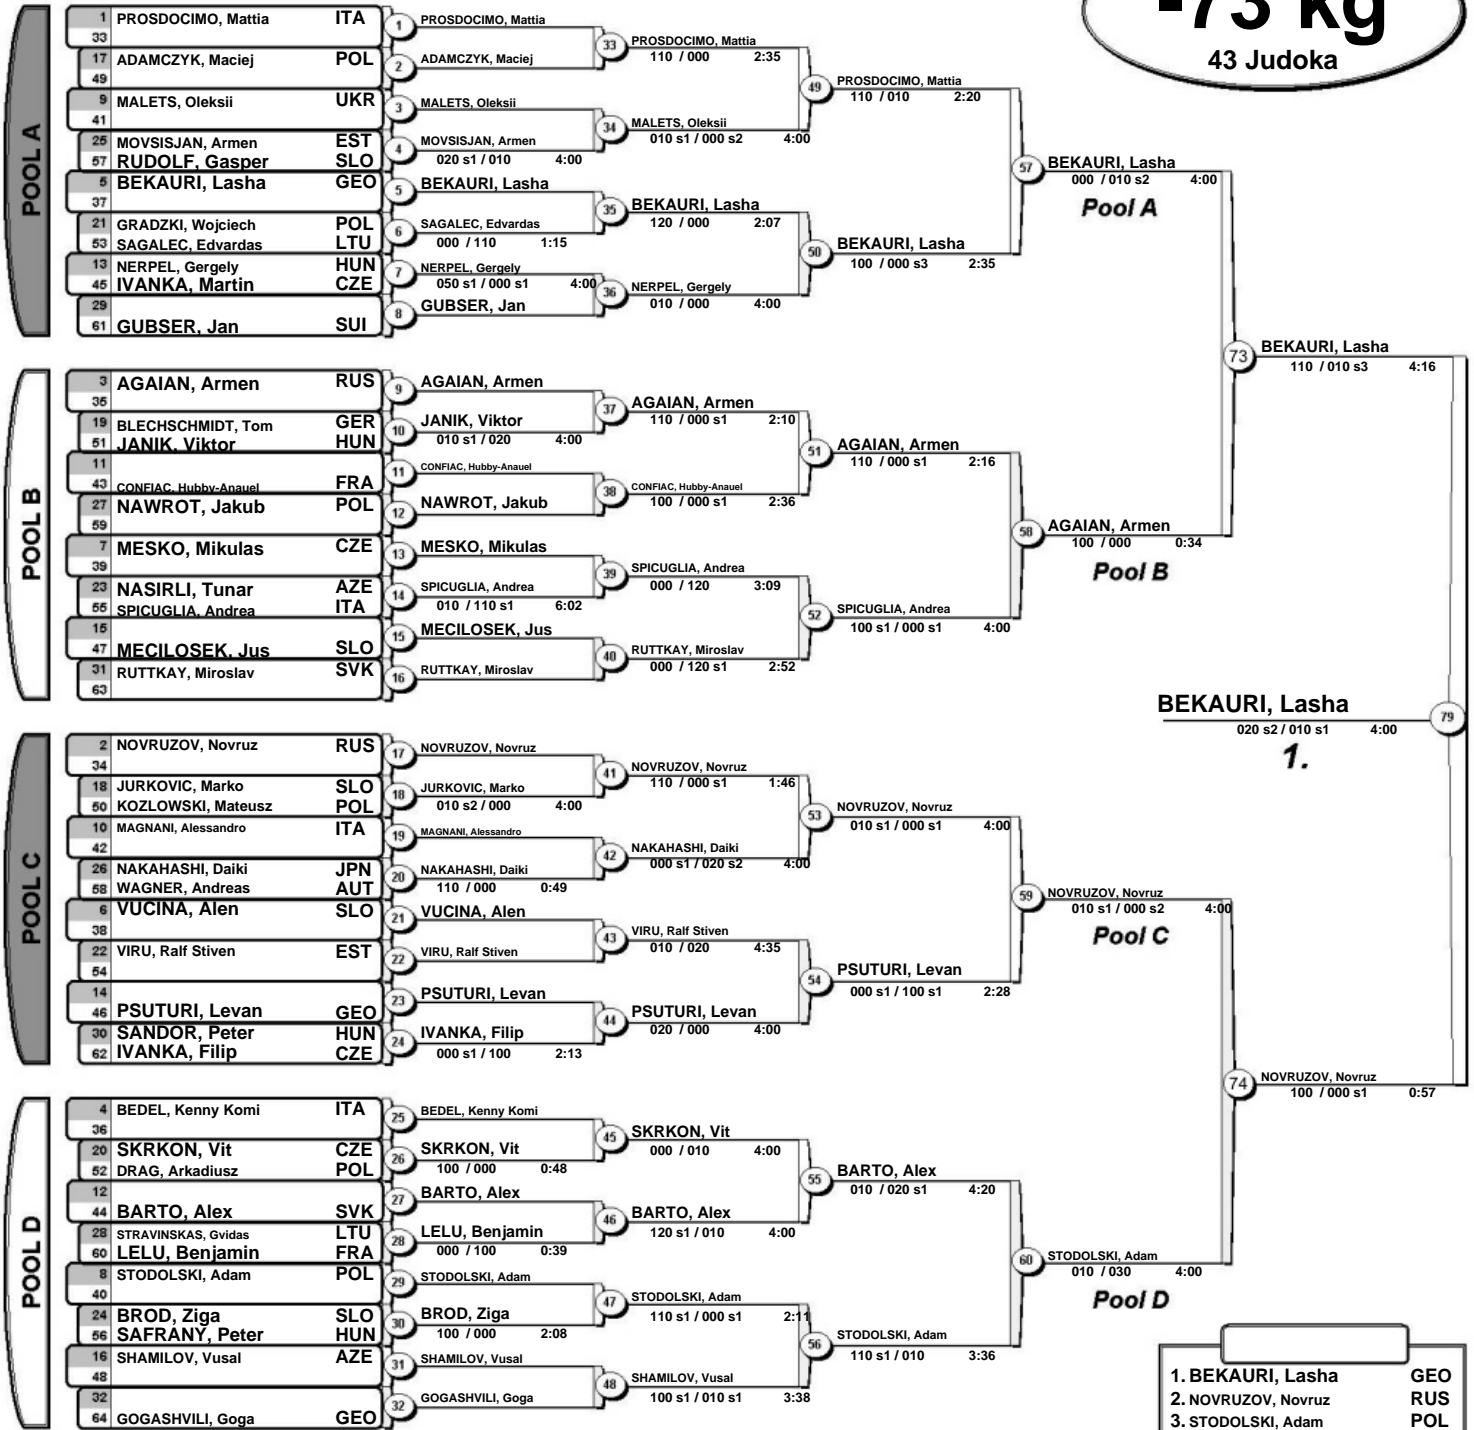 -73 kg
43 Judoka
POOL A
1 PROSDOCIMO, Mattia ITA
33
17 ADAMCZYK, Maciej POL
49
9 MALETS, Oleksii UKR
41
25 MOVSISJAN, Armen EST
57 RUDOLF, Gasper SLO
5 BEKAURI, Lasha GEO
37
21 GRADZKI, Wojciech POL
53 SAGALEC, Edvardas LTU
13 NERPEL, Gergely HUN
45 IVANKA, Martin CZE
29
61 GUBSER, Jan SUI
1 PROSDOCIMO, Mattia
2 ADAMCZYK, Maciej
3 MALETS, Oleksii
4 MOVSISJAN, Armen
020 s1 / 010 4:00
5 BEKAURI, Lasha
6 SAGALEC, Edvardas
000 / 110 1:15
7 NERPEL, Gergely
050 s1 / 000 s1 4:00
8 GUBSER, Jan
33 PROSDOCIMO, Mattia
110 / 000 2:35
34 MALETS, Oleksii
010 s1 / 000 s2 4:00
35 BEKAURI, Lasha
120 / 000 2:07
36 NERPEL, Gergely
010 / 000 4:00
49 PROSDOCIMO, Mattia
110 / 010 2:20
50 BEKAURI, Lasha
100 / 000 s3 2:35
57 BEKAURI, Lasha
000 / 010 s2 4:00
Pool A
POOL B
3 AGAIAN, Armen RUS
35
19 BLECHSCHMIDT, Tom GER
51 JANIK, Viktor HUN
11
43 CONFIAC, Hubby-Anauel FRA
27 NAWROT, Jakub POL
59
7 MESKO, Mikulas CZE
39
23 NASIRLI, Tunar AZE
55 SPICUGLIA, Andrea ITA
15
47 MECILOSEK, Jus SLO
31 RUTTKAY, Miroslav SVK
63
9 AGAIAN, Armen
10 JANIK, Viktor
010 s1 / 020 4:00
11 CONFIAC, Hubby-Anauel
12 NAWROT, Jakub
13 MESKO, Mikulas
14 SPICUGLIA, Andrea
010 / 110 s1 6:02
15 MECILOSEK, Jus
16 RUTTKAY, Miroslav
37 AGAIAN, Armen
110 / 000 s1 2:10
38 CONFIAC, Hubby-Anauel
100 / 000 s1 2:36
39 SPICUGLIA, Andrea
000 / 120 3:09
40 RUTTKAY, Miroslav
000 / 120 s1 2:52
51 AGAIAN, Armen
110 / 000 s1 2:16
52 SPICUGLIA, Andrea
100 s1 / 000 s1 4:00
58 AGAIAN, Armen
100 / 000 0:34
Pool B
73 BEKAURI, Lasha
110 / 010 s3 4:16
POOL C
2 NOVRUZOV, Novruz RUS
34
18 JURKOVIC, Marko SLO
50 KOZLOWSKI, Mateusz POL
10 MAGNANI, Alessandro ITA
42
26 NAKAHASHI, Daiki JPN
58 WAGNER, Andreas AUT
6 VUCINA, Alen SLO
38
22 VIRU, Ralf Stiven EST
54
14
46 PSUTURI, Levan GEO
30 SANDOR, Peter HUN
62 IVANKA, Filip CZE
17 NOVRUZOV, Novruz
18 JURKOVIC, Marko
010 s2 / 000 4:00
19 MAGNANI, Alessandro
20 NAKAHASHI, Daiki
110 / 000 0:49
21 VUCINA, Alen
22 VIRU, Ralf Stiven
23 PSUTURI, Levan
24 IVANKA, Filip
000 s1 / 100 2:13
41 NOVRUZOV, Novruz
110 / 000 s1 1:46
42 NAKAHASHI, Daiki
000 s1 / 020 s2 4:00
43 VIRU, Ralf Stiven
010 / 020 4:35
44 PSUTURI, Levan
020 / 000 4:00
53 NOVRUZOV, Novruz
010 s1 / 000 s1 4:00
54 PSUTURI, Levan
000 s1 / 100 s1 2:28
59 NOVRUZOV, Novruz
010 s1 / 000 s2 4:00
Pool C
POOL D
4 BEDEL, Kenny Komi ITA
36
20 SKRKON, Vit CZE
52 DRAG, Arkadiusz POL
12
44 BARTO, Alex SVK
28 STRAVINSKAS, Gvidas LTU
60 LELU, Benjamin FRA
8 STODOLSKI, Adam POL
40
24 BROD, Ziga SLO
56 SAFRANY, Peter HUN
16 SHAMILOV, Vusal AZE
48
32
64 GOGASHVILI, Goga GEO
25 BEDEL, Kenny Komi
26 SKRKON, Vit
100 / 000 0:48
27 BARTO, Alex
28 LELU, Benjamin
000 / 100 0:39
29 STODOLSKI, Adam
30 BROD, Ziga
100 / 000 2:08
31 SHAMILOV, Vusal
32 GOGASHVILI, Goga
45 SKRKON, Vit
000 / 010 4:00
46 BARTO, Alex
120 s1 / 010 4:00
47 STODOLSKI, Adam
110 s1 / 000 s1 2:11
48 SHAMILOV, Vusal
100 s1 / 010 s1 3:38
55 BARTO, Alex
010 / 020 s1 4:20
56 STODOLSKI, Adam
110 s1 / 010 3:36
60 STODOLSKI, Adam
010 / 030 4:00
Pool D
74 NOVRUZOV, Novruz
100 / 000 s1 0:57
BEKAURI, Lasha 79
020 s2 / 010 s1 4:00
1.
1. BEKAURI, Lasha GEO
2. NOVRUZOV, Novruz RUS
3. STODOLSKI, Adam POL